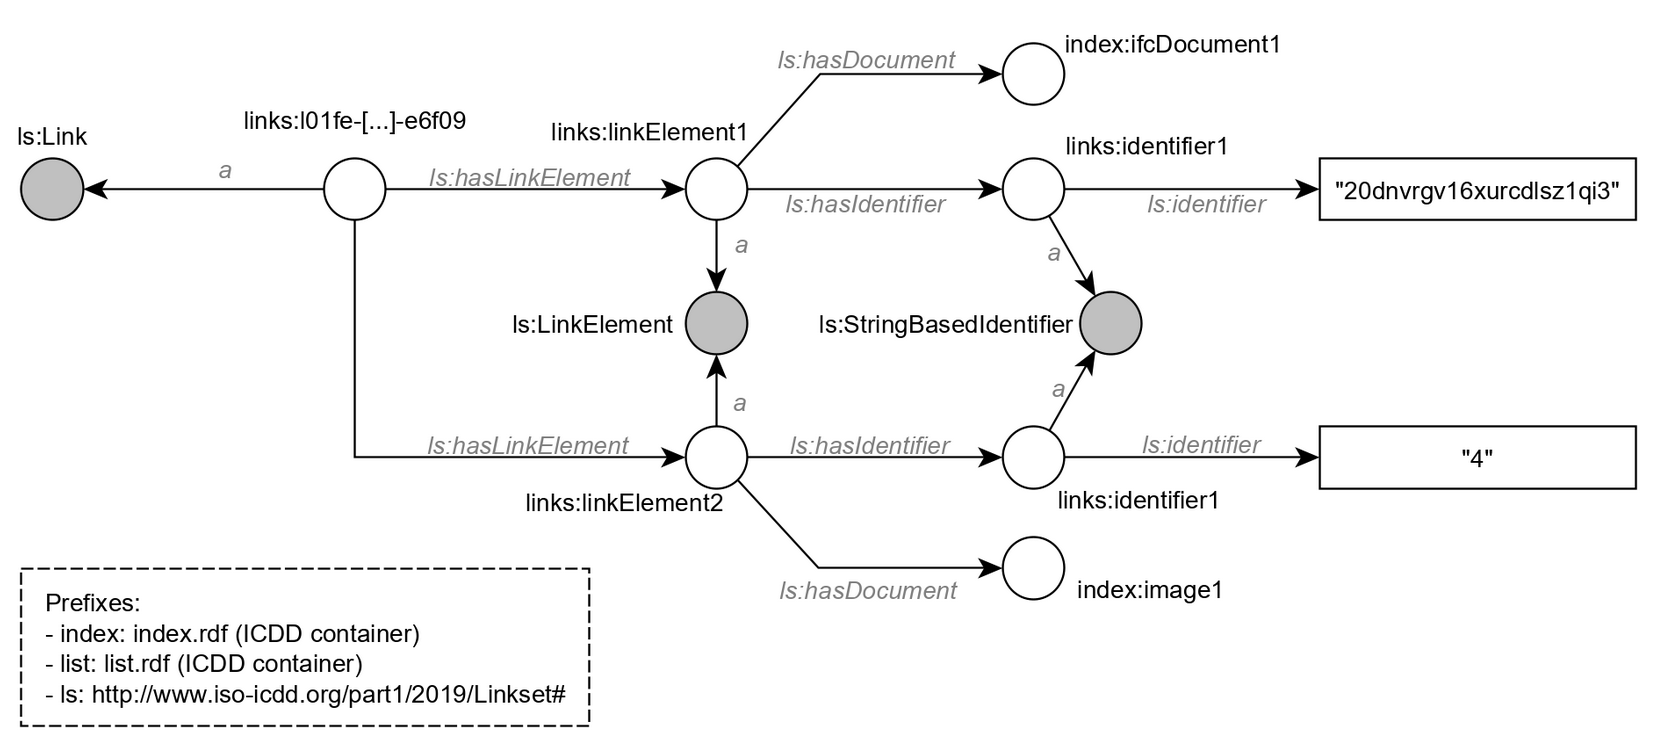 index:ifcDocument1
ls:hasDocument
links:l01fe-[...]-e6f09
links:linkElement1
ls:Link
links:identifier1
a
ls:hasLinkElement
ls:hasIdentifier
ls:identifier
"20dnvrgv16xurcdlsz1qi3"
a
a
ls:LinkElement
ls:StringBasedIdentifier
a
a
ls:hasLinkElement
ls:hasIdentifier
ls:identifier
"4"
links:linkElement2
links:identifier1
ls:hasDocument
index:image1
Prefixes:
- index: index.rdf (ICDD container)
- list: list.rdf (ICDD container)
- ls: http://www.iso-icdd.org/part1/2019/Linkset#